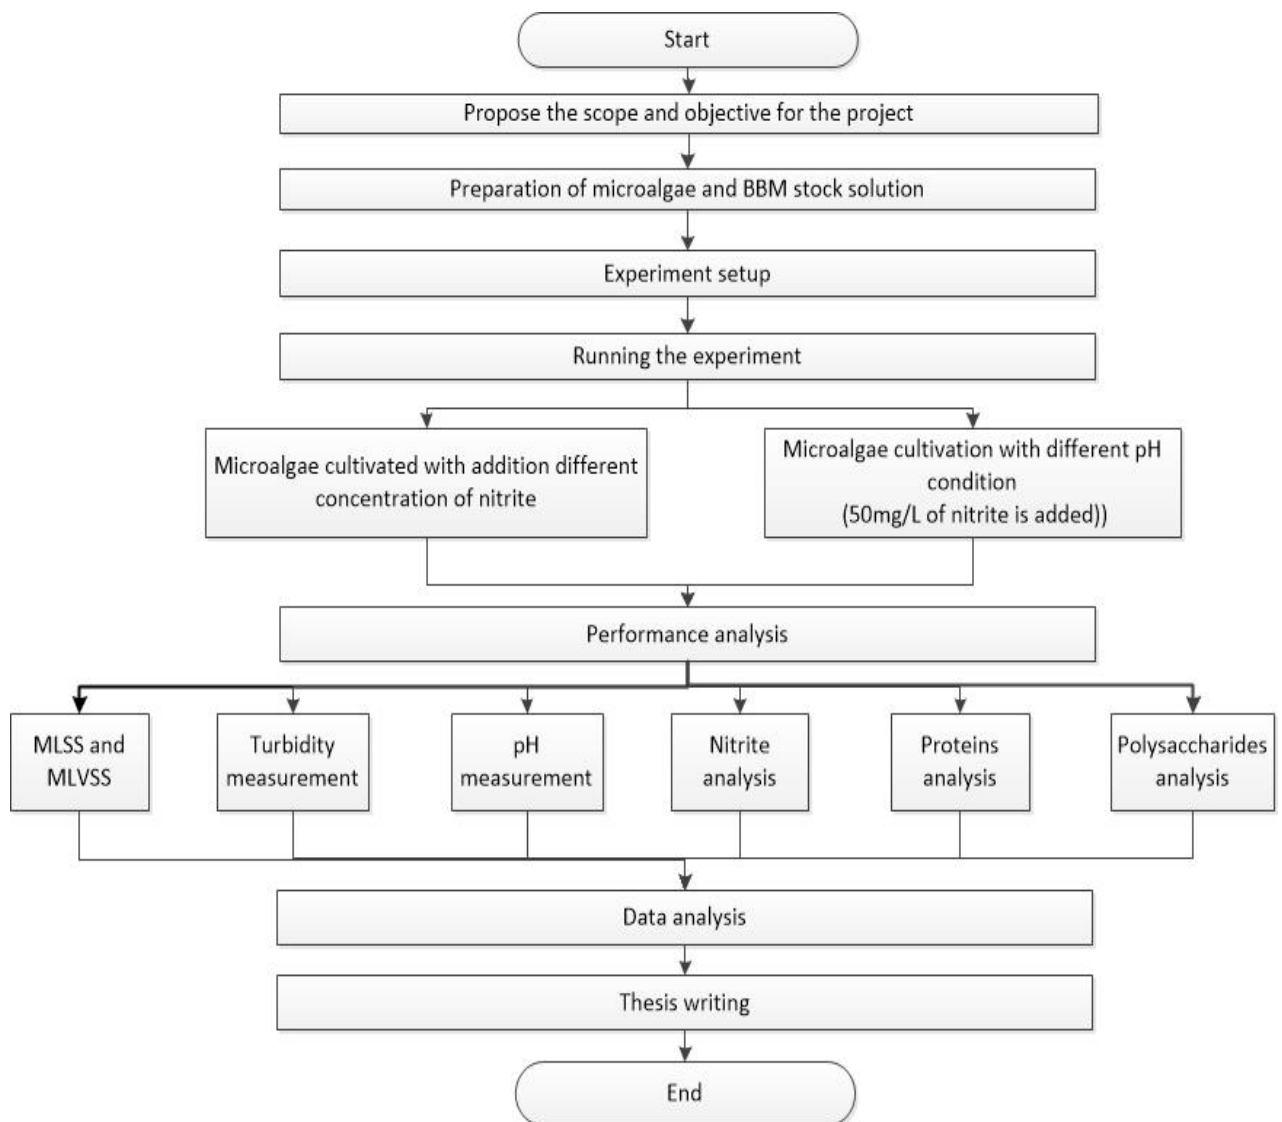 Start
Propose the scope and objective for the project
Preparation of microalgae and BBM stock solution
Experiment setup
Running the experiment
Microalgae cultivated with addition different
concentration of nitrite
Microalgae cultivation with different pH
condition
(50mg/L of nitrite is added))
Performance analysis
MLSS and
MLVSS
Turbidity
measurement
pH
measurement
Nitrite
analysis
Proteins
analysis
Polysaccharides
analysis
Data analysis
Thesis writing
End